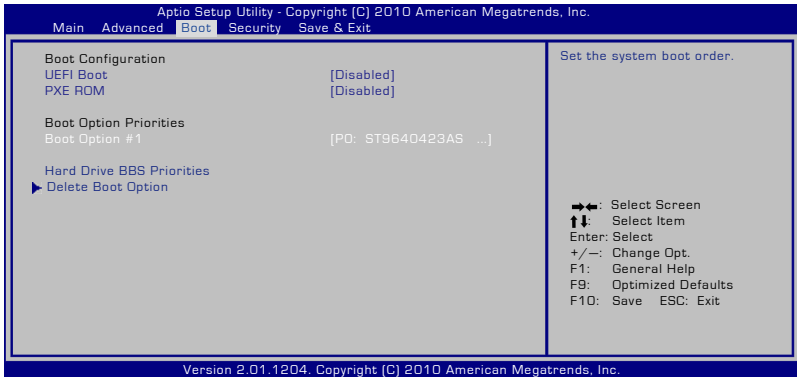 Aptio Setup Utility - Copyright (C) 2010 American Megatrends, Inc.
Main Advanced Boot Security Save & Exit
Boot Configuration
UEFI Boot [Disabled]
PXE ROM [Disabled]
Boot Option Priorities
Boot Option #1 [P0: ST9640423AS ...]
Hard Drive BBS Priorities
Delete Boot Option
Set the system boot order.
→←: Select Screen
↑↓: Select Item
Enter: Select
+/—: Change Opt.
F1: General Help
F9: Optimized Defaults
F10: Save ESC: Exit
Version 2.01.1204. Copyright (C) 2010 American Megatrends, Inc.